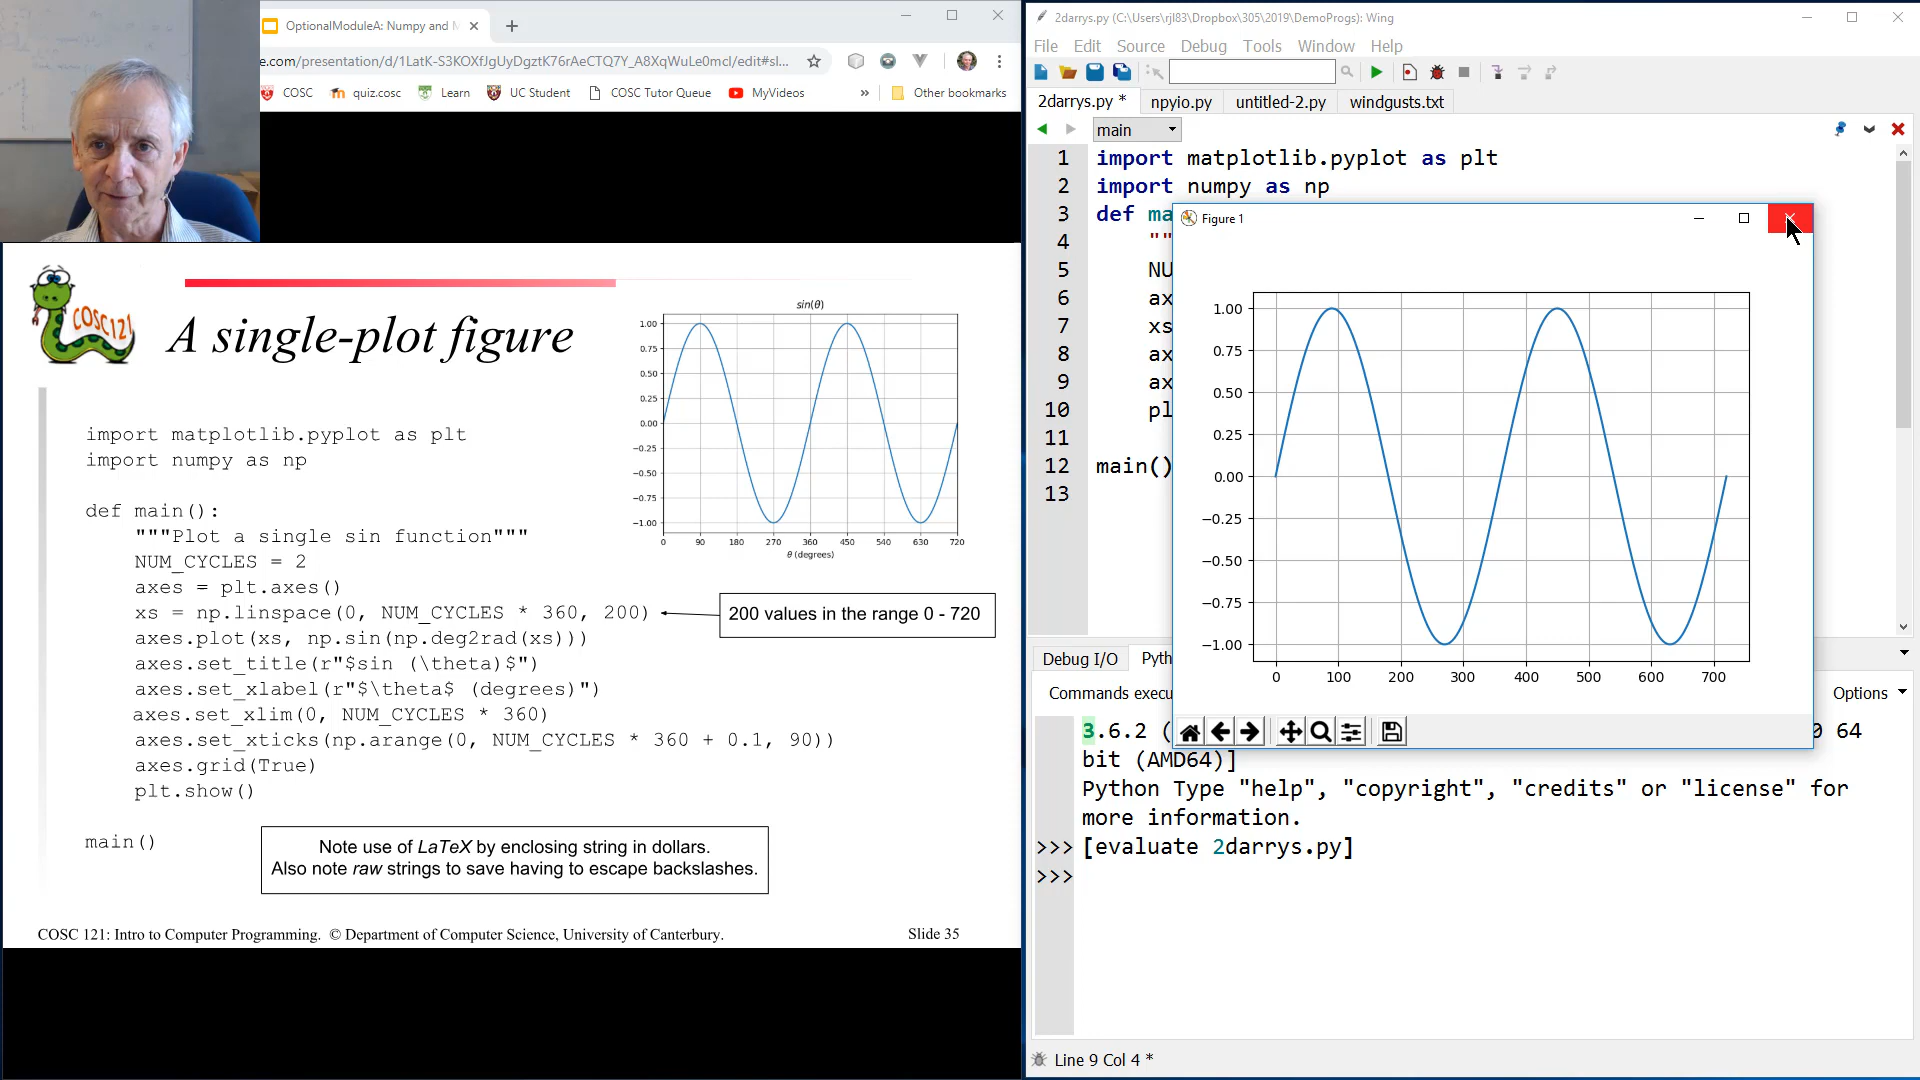 OptionalModuleA: Numpy and M
e.com/presentation/d/1LatK-S3KOXfJgUyDgztK76rAeCTQ7Y_A8XqWuLe0mcI/edit#sl...
COSC
quiz.cosc
Learn
UC Student
COSC Tutor Queue
MyVideos
»
Other bookmarks
COSC121
A single-plot figure
import matplotlib.pyplot as plt
import numpy as np
def main():
"""Plot a single sin function"""
NUM_CYCLES = 2
axes = plt.axes()
xs = np.linspace(0, NUM_CYCLES * 360, 200)
axes.plot(xs, np.sin(np.deg2rad(xs)))
axes.set_title(r"$sin (\theta)$")
axes.set_xlabel(r"$\theta$ (degrees)")
axes.set_xlim(0, NUM_CYCLES * 360)
axes.set_xticks(np.arange(0, NUM_CYCLES * 360 + 0.1, 90))
axes.grid(True)
plt.show()
main()
sin(θ)
1.00
0.75
0.50
0.25
0.00
−0.25
−0.50
−0.75
−1.00
0 90 180 270 360 450 540 630 720
θ (degrees)
200 values in the range 0 - 720
Note use of LaTeX by enclosing string in dollars.
Also note raw strings to save having to escape backslashes.
COSC 121: Intro to Computer Programming. © Department of Computer Science, University of Canterbury.
Slide 35
2darrys.py (C:\Users\rjl83\Dropbox\305\2019\DemoProgs): Wing
File Edit Source Debug Tools Window Help
2darrys.py * npyio.py untitled-2.py windgusts.txt
main
1 import matplotlib.pyplot as plt
2 import numpy as np
3 def ma
4 ""
5 NU
6 ax
7 xs
8 ax
9 ax
10 pl
11
12 main()
13
Figure 1
1.00
0.75
0.50
0.25
0.00
−0.25
−0.50
−0.75
−1.00
0 100 200 300 400 500 600 700
Debug I/O Pyth
Commands execu
Options
3.6.2 ( 0 64
bit (AMD64)]
Python Type "help", "copyright", "credits" or "license" for
more information.
>>> [evaluate 2darrys.py]
>>>
Line 9 Col 4 *